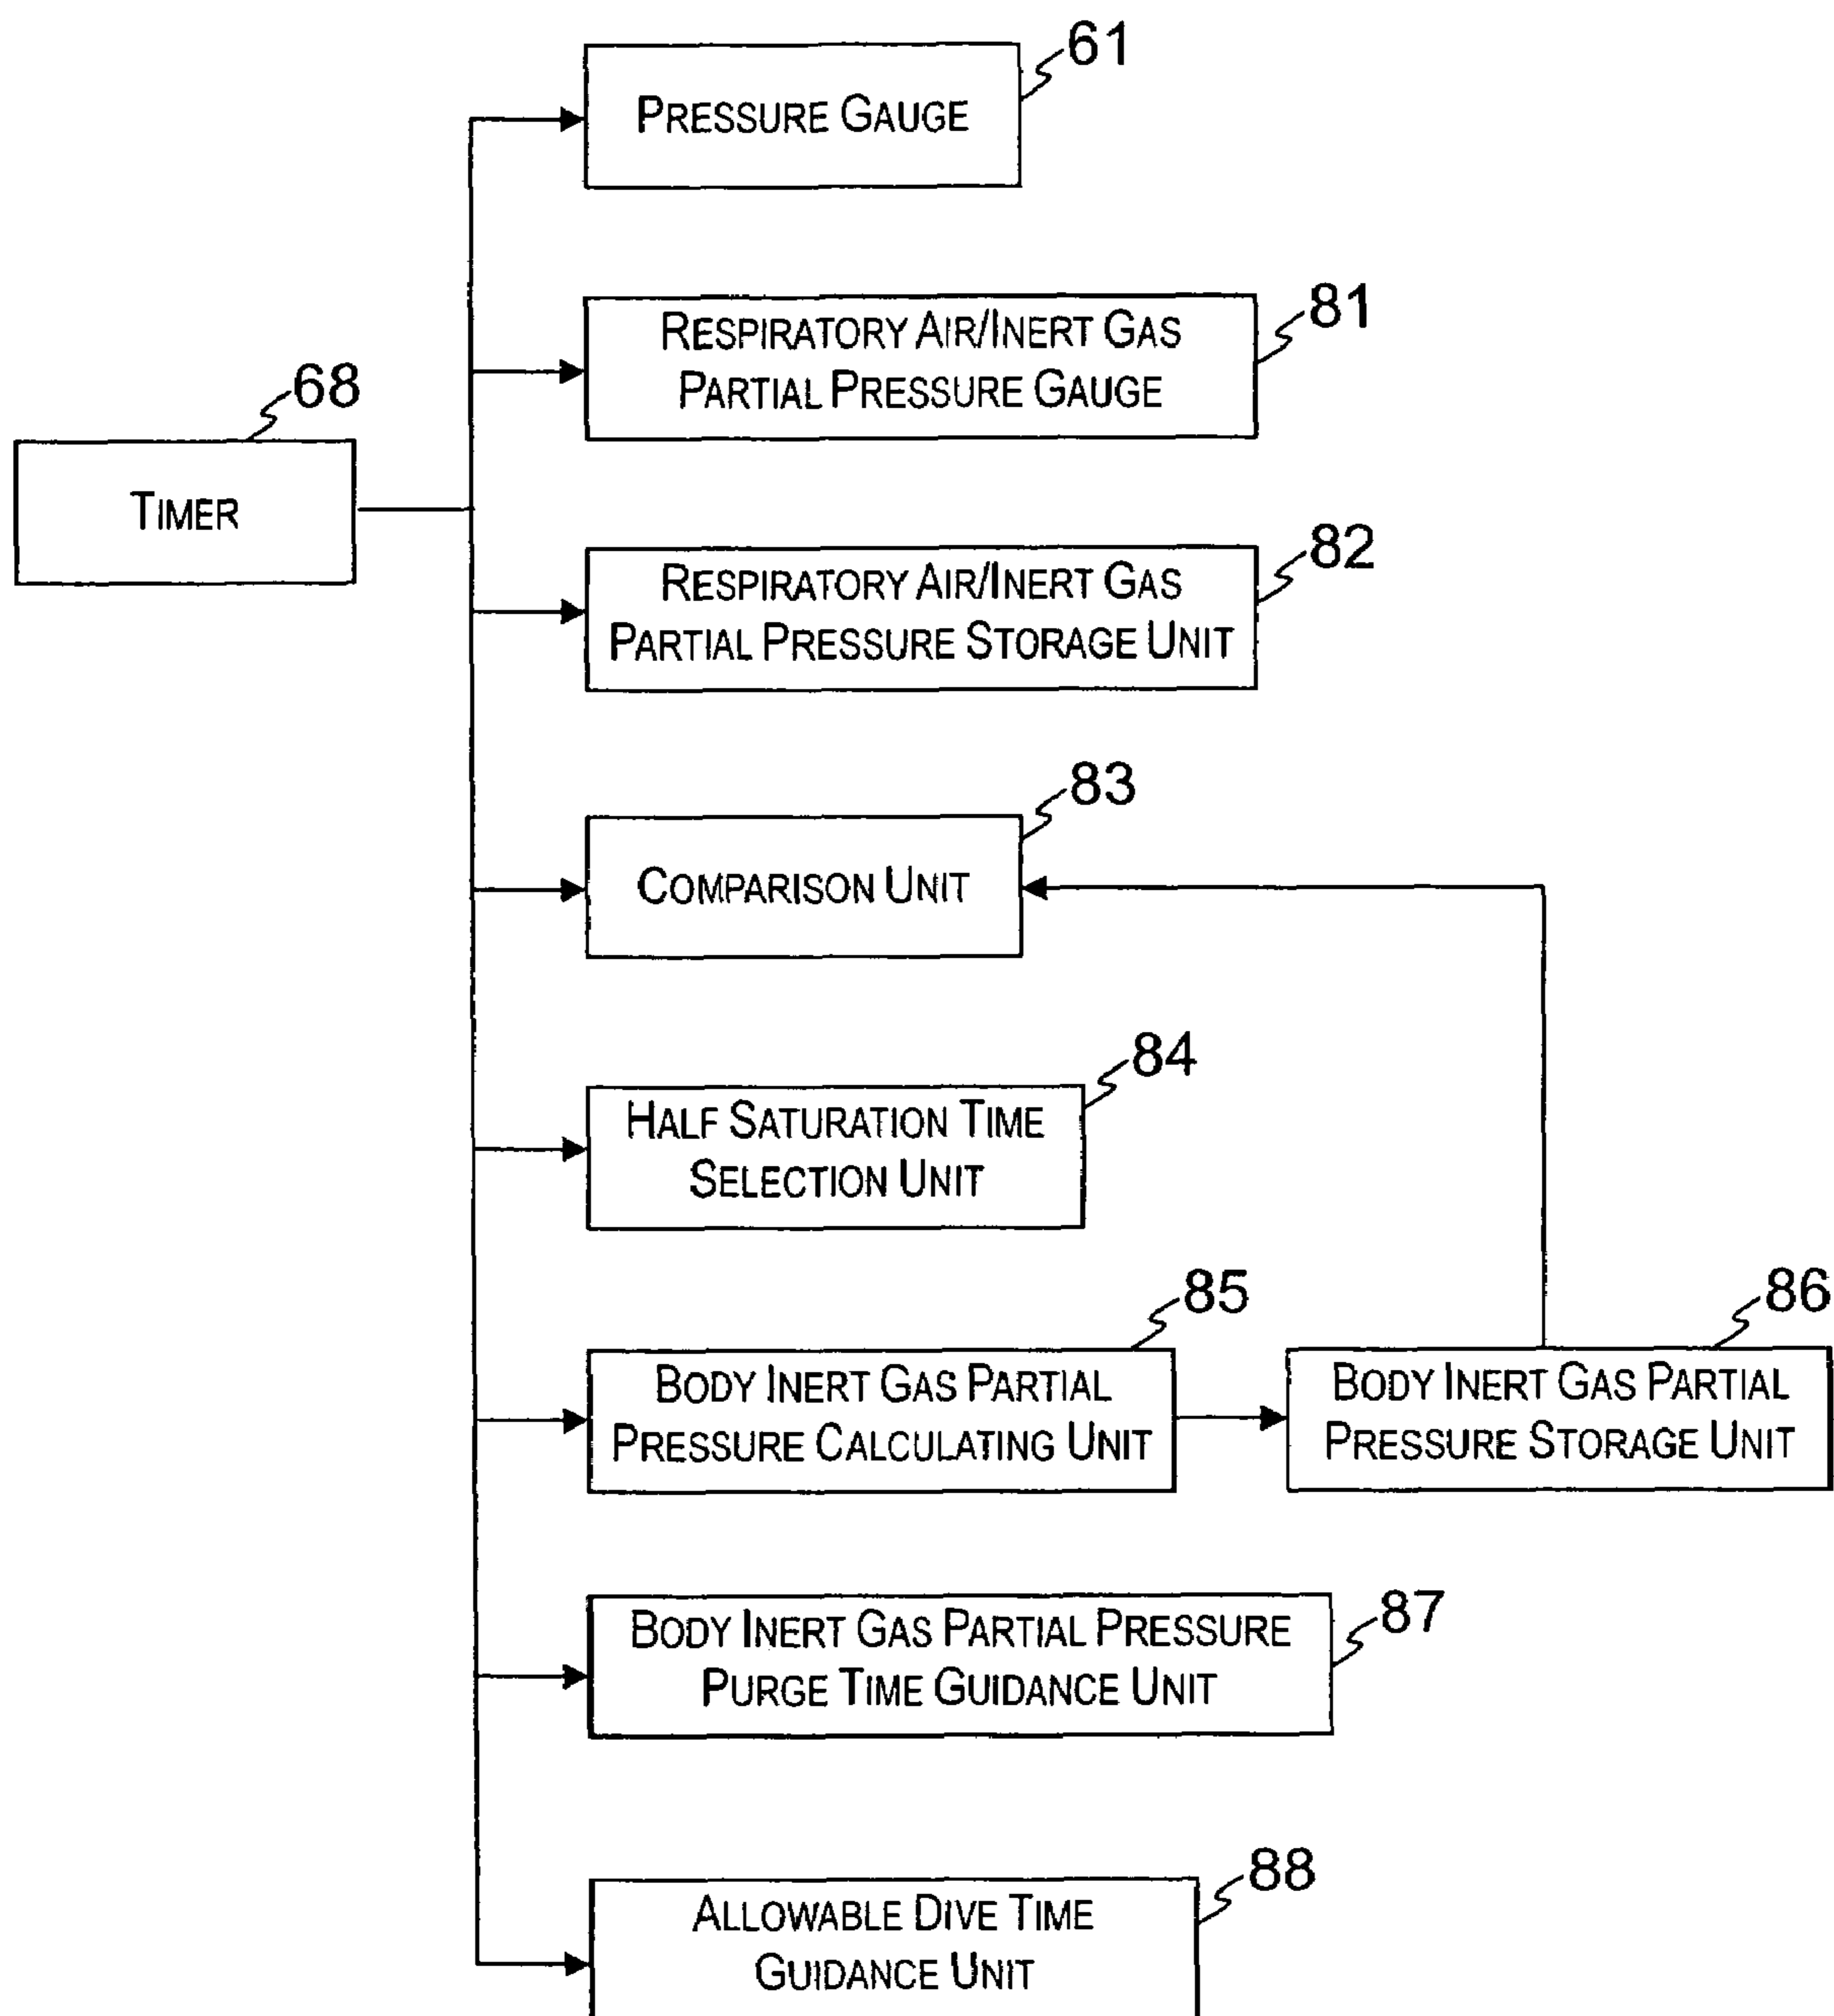 61
PRESSURE GAUGE
81
RESPIRATORY AIR/INERT GAS
PARTIAL PRESSURE GAUGE
68
TIMER
82
RESPIRATORY AIR/INERT GAS
PARTIAL PRESSURE STORAGE UNIT
83
COMPARISON UNIT
84
HALF SATURATION TIME
SELECTION UNIT
85
BODY INERT GAS PARTIAL
PRESSURE CALCULATING UNIT
86
BODY INERT GAS PARTIAL
PRESSURE STORAGE UNIT
87
BODY INERT GAS PARTIAL PRESSURE
PURGE TIME GUIDANCE UNIT
88
ALLOWABLE DIVE TIME
GUIDANCE UNIT